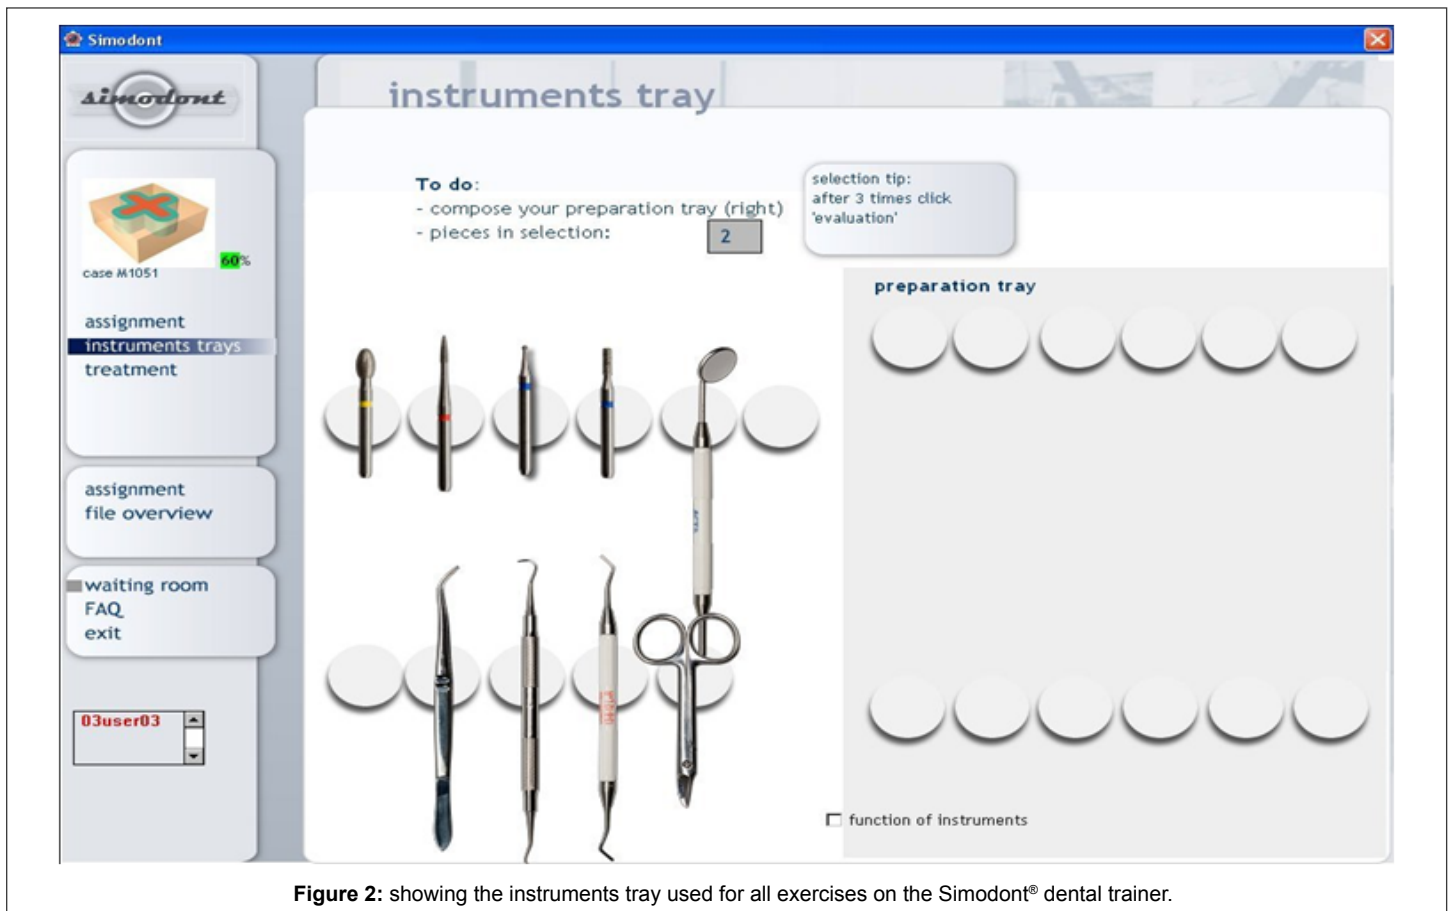 Simodont
simodont
instruments tray
To do:
- compose your preparation tray (right)
- pieces in selection:
2
selection tip:
after 3 times click
'evaluation'
60%
case M1051
assignment
instruments trays
treatment
assignment
file overview
waiting room
FAQ
exit
03user03
preparation tray
ACTA
function of instruments
Figure 2: showing the instruments tray used for all exercises on the Simodont® dental trainer.